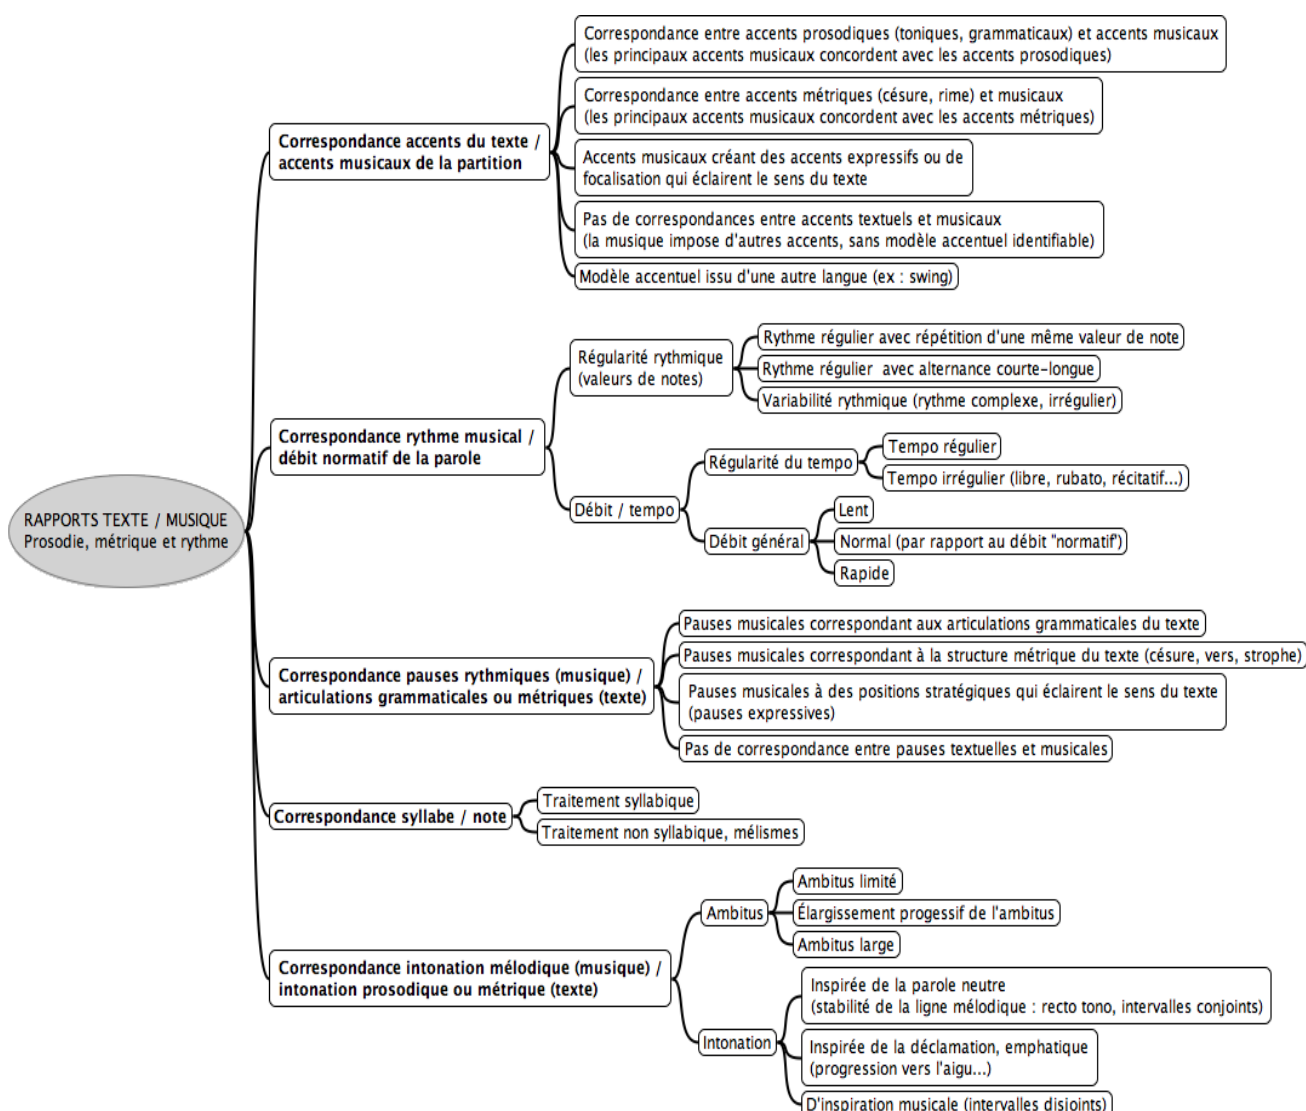 RAPPORTS TEXTE / MUSIQUE
Prosodie, métrique et rythme
Correspondance accents du texte /
accents musicaux de la partition
Correspondance entre accents prosodiques (toniques, grammaticaux) et accents musicaux
(les principaux accents musicaux concordent avec les accents prosodiques)
Correspondance entre accents métriques (césure, rime) et musicaux
(les principaux accents musicaux concordent avec les accents métriques)
Accents musicaux créant des accents expressifs ou de
focalisation qui éclairent le sens du texte
Pas de correspondances entre accents textuels et musicaux
(la musique impose d'autres accents, sans modèle accentuel identifiable)
Modèle accentuel issu d'une autre langue (ex : swing)
Correspondance rythme musical /
débit normatif de la parole
Régularité rythmique
(valeurs de notes)
Rythme régulier avec répétition d'une même valeur de note
Rythme régulier avec alternance courte-longue
Variabilité rythmique (rythme complexe, irrégulier)
Débit / tempo
Régularité du tempo
Tempo régulier
Tempo irrégulier (libre, rubato, récitatif...)
Débit général
Lent
Normal (par rapport au débit "normatif")
Rapide
Correspondance pauses rythmiques (musique) /
articulations grammaticales ou métriques (texte)
Pauses musicales correspondant aux articulations grammaticales du texte
Pauses musicales correspondant à la structure métrique du texte (césure, vers, strophe)
Pauses musicales à des positions stratégiques qui éclairent le sens du texte
(pauses expressives)
Pas de correspondance entre pauses textuelles et musicales
Correspondance syllabe / note
Traitement syllabique
Traitement non syllabique, mélismes
Correspondance intonation mélodique (musique) /
intonation prosodique ou métrique (texte)
Ambitus
Ambitus limité
Élargissement progessif de l'ambitus
Ambitus large
Intonation
Inspirée de la parole neutre
(stabilité de la ligne mélodique : recto tono, intervalles conjoints)
Inspirée de la déclamation, emphatique
(progression vers l'aigu...)
D'inspiration musicale (intervalles disjoints)